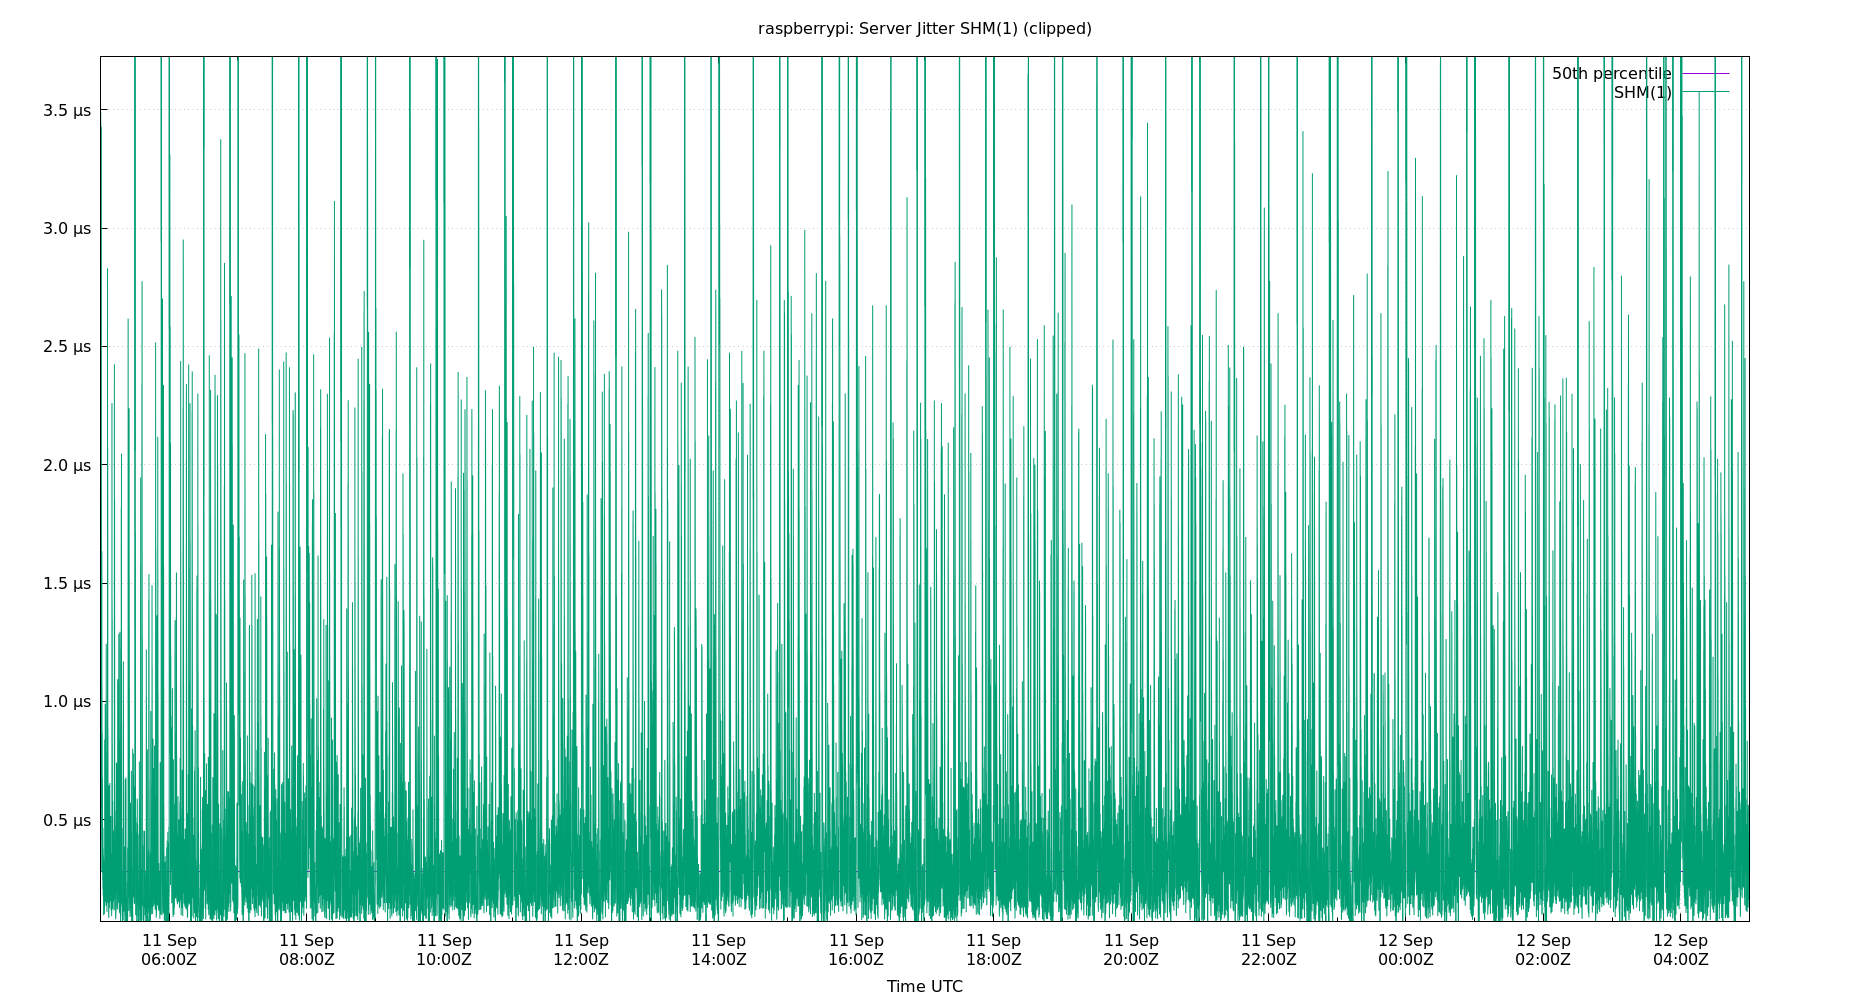 raspberrypi: Server Jitter SHM(1) (clipped)
50th percentile
SHM(1)
3.5 µs
3.0 µs
2.5 µs
2.0 µs
1.5 µs
1.0 µs
0.5 µs
11 Sep 11 Sep 11 Sep 11 Sep 11 Sep 11 Sep 11 Sep 11 Sep 11 Sep 12 Sep 12 Sep 12 Sep
06:00Z 08:00Z 10:00Z 12:00Z 14:00Z 16:00Z 18:00Z 20:00Z 22:00Z 00:00Z 02:00Z 04:00Z
Time UTC